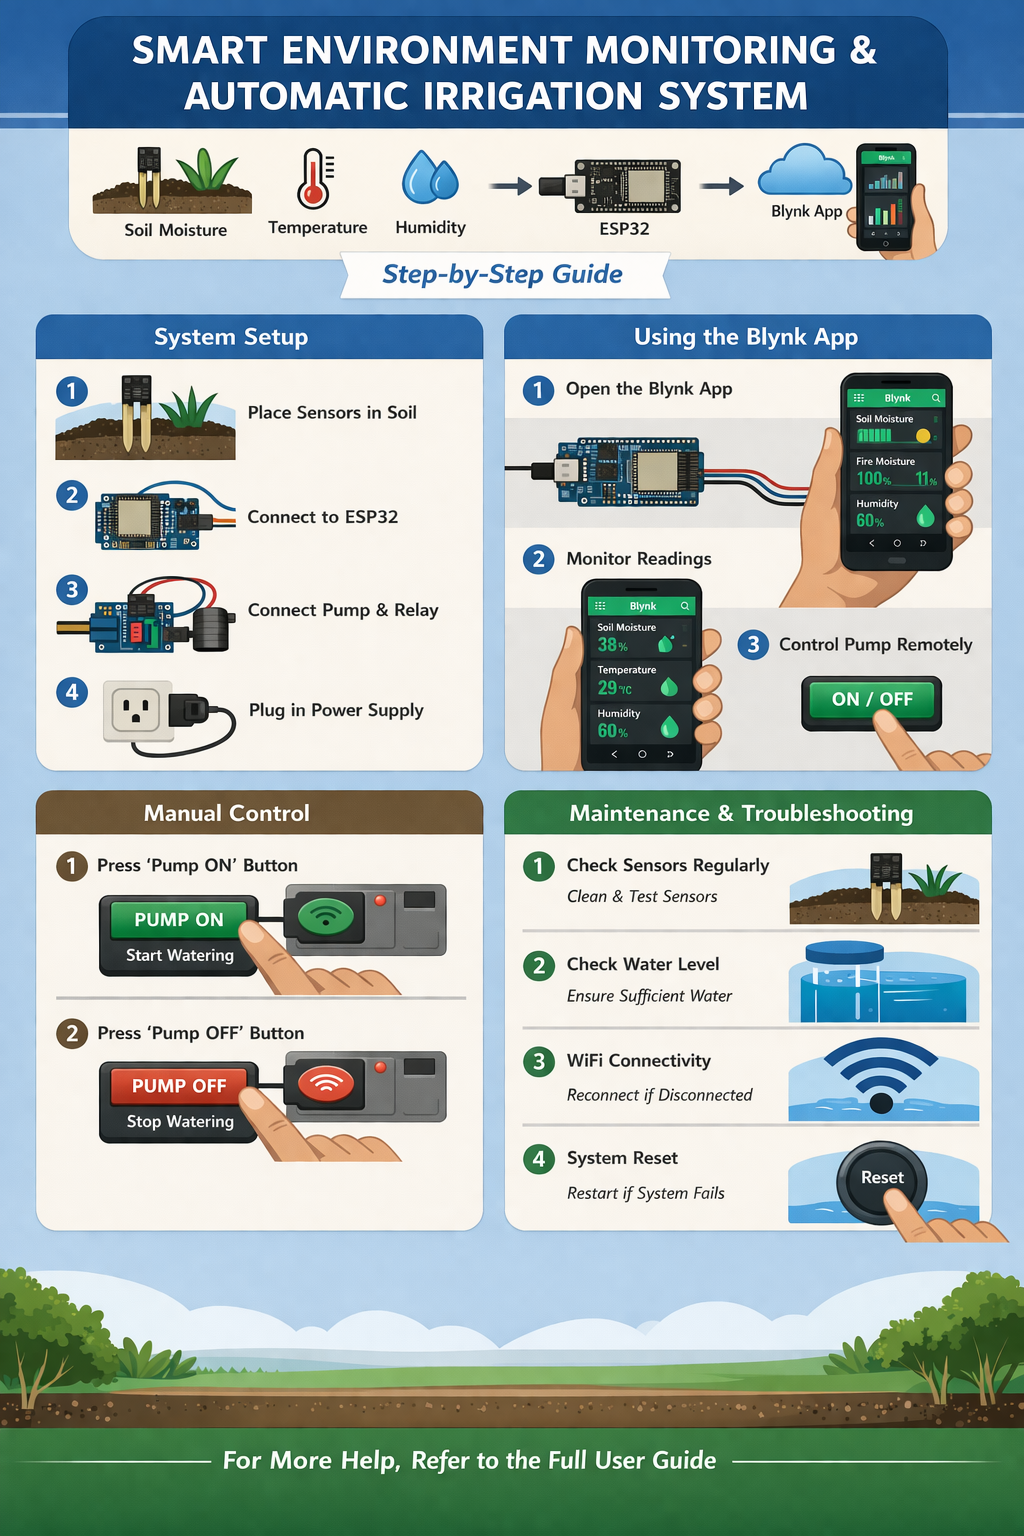 SMART ENVIRONMENT MONITORING &
AUTOMATIC IRRIGATION SYSTEM
Soil Moisture
Temperature
Humidity
ESP32
Blynk App
Blynk
Step-by-Step Guide
System Setup
1
Place Sensors in Soil
2
Connect to ESP32
3
Connect Pump & Relay
4
Plug in Power Supply
Using the Blynk App
1 Open the Blynk App
Blynk
Soil Moisture
Fire Moisture
100% 11%
Humidity
60%
2 Monitor Readings
Blynk
Soil Moisture
38%
Temperature
29°/C
Humidity
60%
3 Control Pump Remotely
ON / OFF
Manual Control
1 Press ‘Pump ON’ Button
PUMP ON
Start Watering
2 Press ‘Pump OFF’ Button
PUMP OFF
Stop Watering
Maintenance & Troubleshooting
1 Check Sensors Regularly
Clean & Test Sensors
2 Check Water Level
Ensure Sufficient Water
3 WiFi Connectivity
Reconnect if Disconnected
4 System Reset
Restart if System Fails
Reset
For More Help, Refer to the Full User Guide